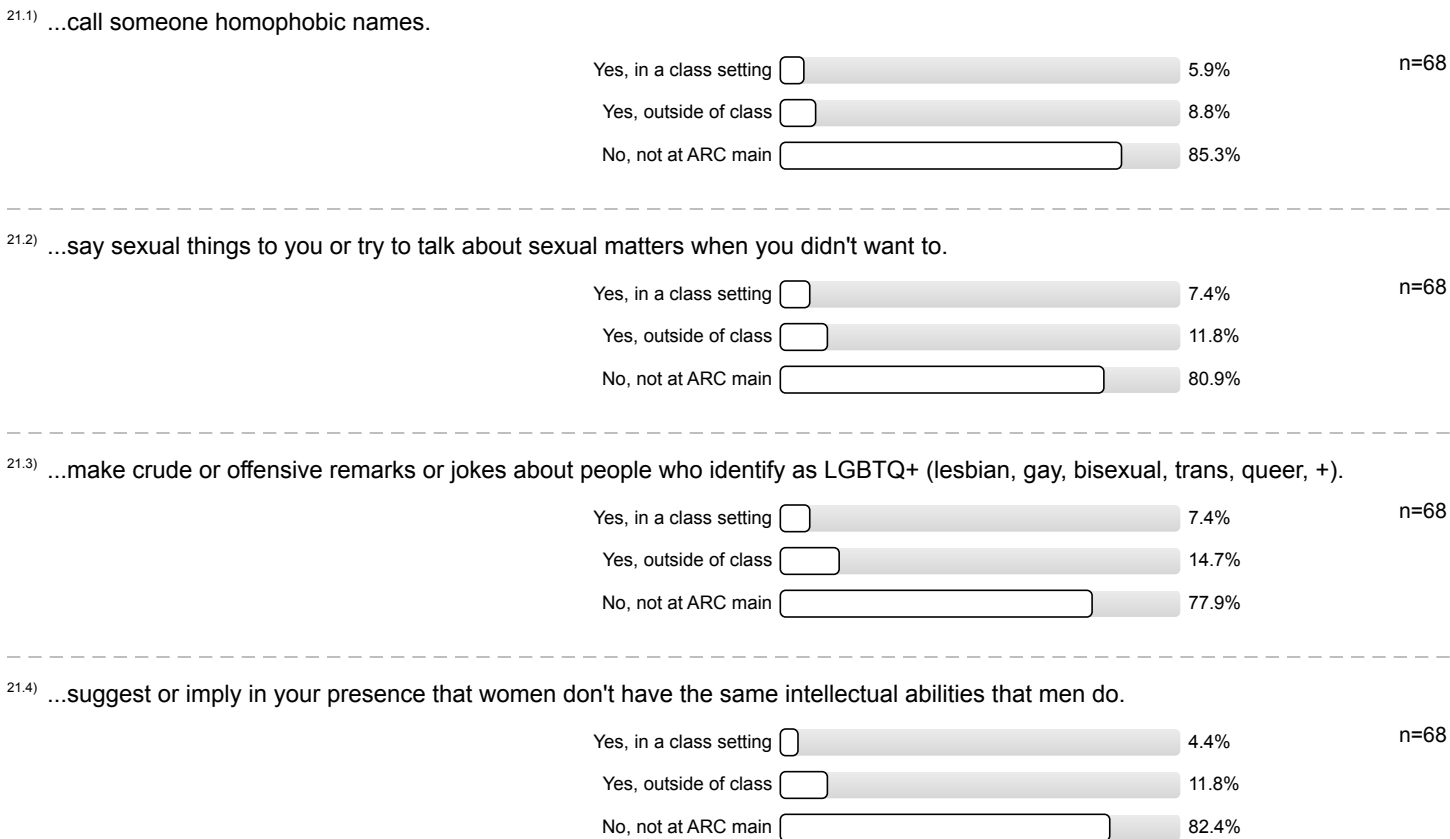 21.1) ...call someone homophobic names.
Yes, in a class setting 5.9% n=68
Yes, outside of class 8.8%
No, not at ARC main 85.3%
21.2) ...say sexual things to you or try to talk about sexual matters when you didn't want to.
Yes, in a class setting 7.4% n=68
Yes, outside of class 11.8%
No, not at ARC main 80.9%
21.3) ...make crude or offensive remarks or jokes about people who identify as LGBTQ+ (lesbian, gay, bisexual, trans, queer, +).
Yes, in a class setting 7.4% n=68
Yes, outside of class 14.7%
No, not at ARC main 77.9%
21.4) ...suggest or imply in your presence that women don't have the same intellectual abilities that men do.
Yes, in a class setting 4.4% n=68
Yes, outside of class 11.8%
No, not at ARC main 82.4%